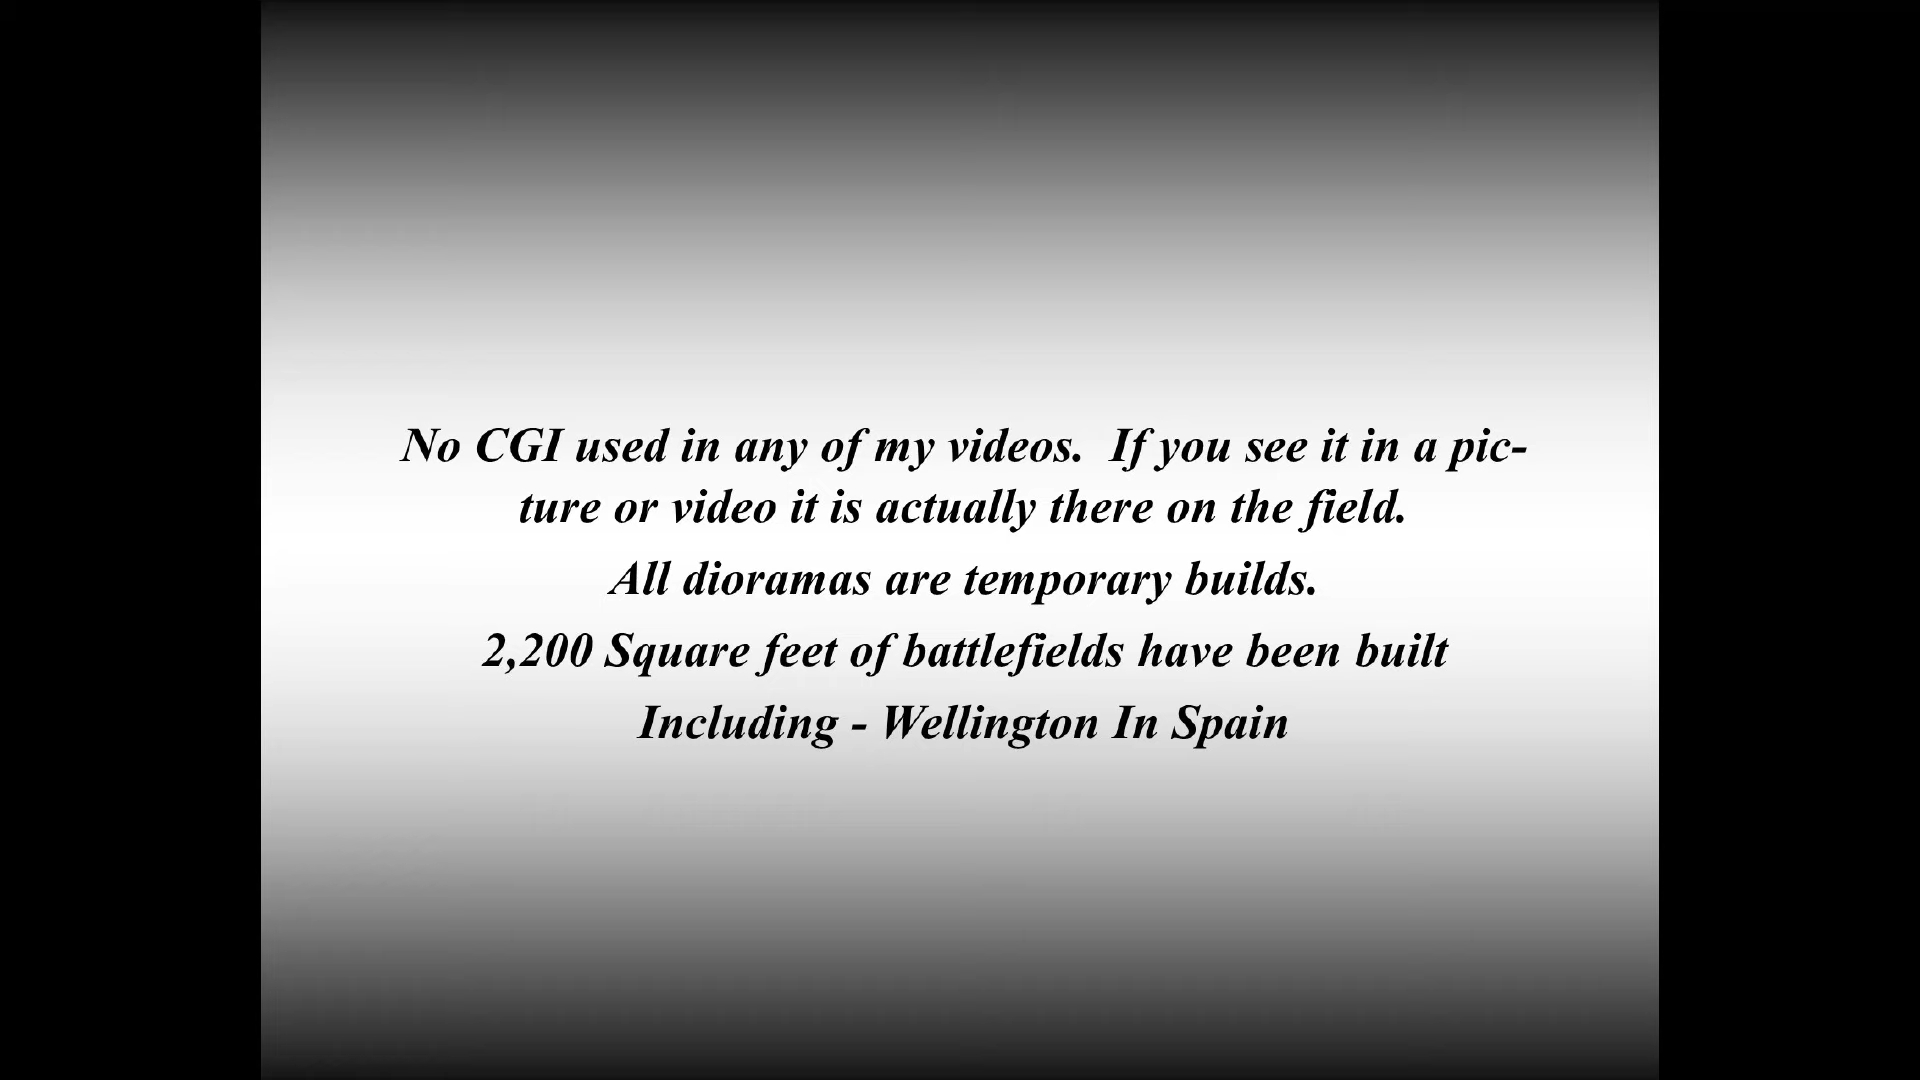 No CGI used in any of my videos.  If you see it in a pic-
ture or video it is actually there on the field.
All dioramas are temporary builds.
2,200 Square feet of battlefields have been built
Including - Wellington In Spain